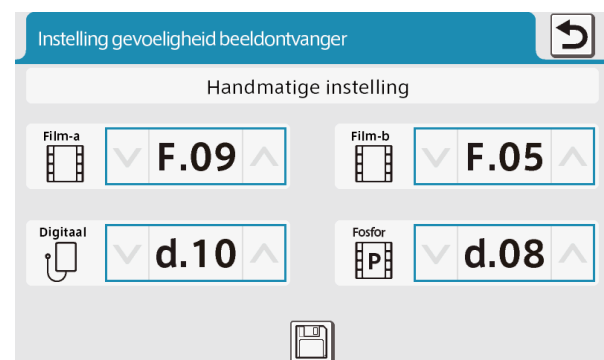 Instelling gevoeligheid beeldontvanger
Handmatige instelling
Film-a
F.09
Film-b
F.05
Digitaal
d.10
Fosfor
P
d.08